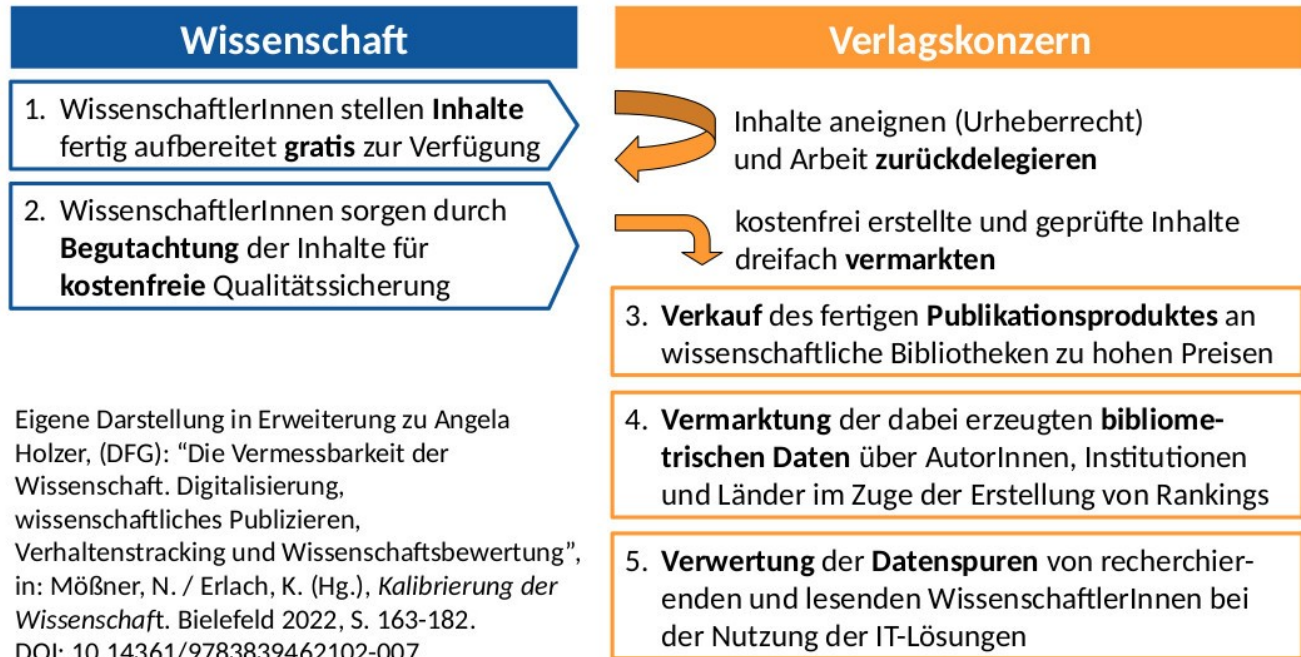 Wissenschaft
1. WissenschaftlerInnen stellen Inhalte
fertig aufbereitet gratis zur Verfügung
2. WissenschaftlerInnen sorgen durch
Begutachtung der Inhalte für
kostenfreie Qualitätssicherung
Eigene Darstellung in Erweiterung zu Angela
Holzer, (DFG): “Die Vermessbarkeit der
Wissenschaft. Digitalisierung,
wissenschaftliches Publizieren,
Verhaltenstracking und Wissenschaftsbewertung”,
in: Mößner, N. / Erlach, K. (Hg.), Kalibrierung der
Wissenschaft. Bielefeld 2022, S. 163-182.
DOI: 10.14361/9783839462102-007
Verlagskonzern
Inhalte aneignen (Urheberrecht)
und Arbeit zurückdelegieren
kostenfrei erstellte und geprüfte Inhalte
dreifach vermarkten
3. Verkauf des fertigen Publikationsproduktes an
wissenschaftliche Bibliotheken zu hohen Preisen
4. Vermarktung der dabei erzeugten bibliome-
trischen Daten über AutorInnen, Institutionen
und Länder im Zuge der Erstellung von Rankings
5. Verwertung der Datenspuren von recherchier-
enden und lesenden WissenschaftlerInnen bei
der Nutzung der IT-Lösungen